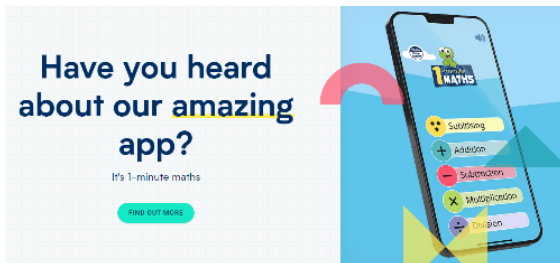 Have you heard
about our amazing
app?
It's 1-minute maths
FIND OUT MORE
1 MATHS
Subitising
Addition
Subtraction
Multiplication
Division